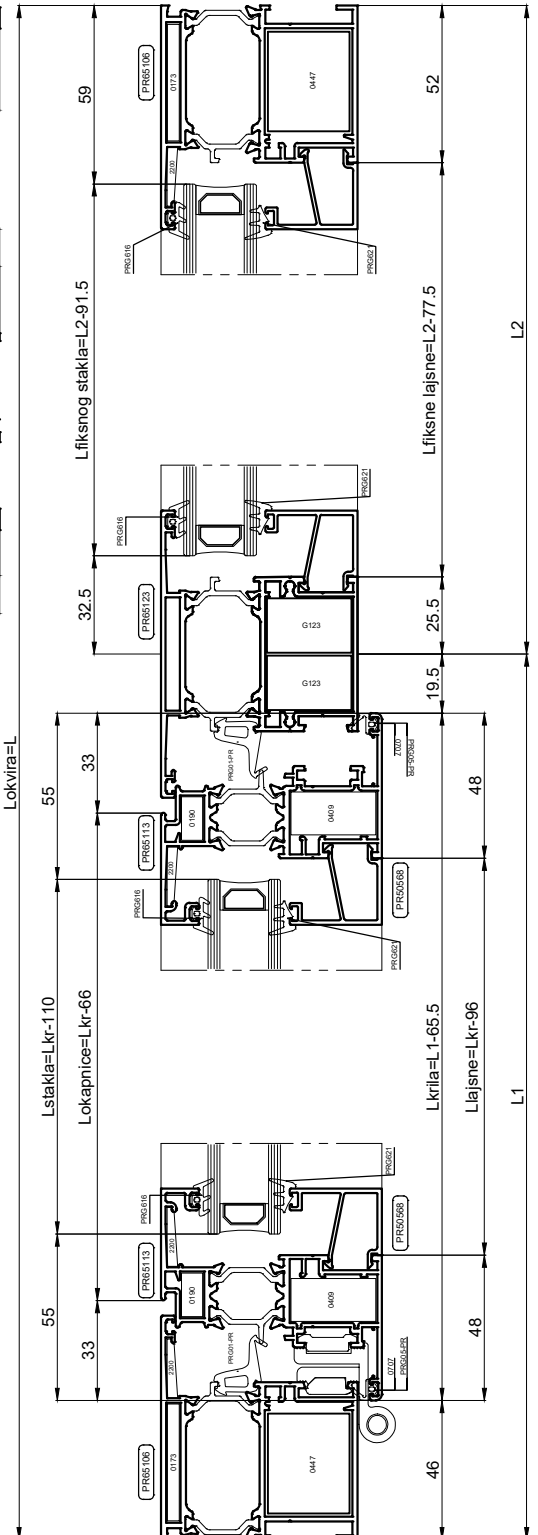 PR65106
0173
0447
59
52
2200
PRG616
PRG621
Lokvira=L
Lfiksnog stakla=L2-91.5
Lfiksne lajsne=L2-77.5
L2
PRG616
PRG621
32.5
PR65123
G123
G123
25.5
19.5
55
33
PRG01-PR
0707
PRG05-PR
48
PR65113
0190
0409
2200
PRG616
PRG621
PR50568
Lstakla=Lkr-110
Lokapnice=Lkr-66
Lkrila=L1-65.5
Llajsne=Lkr-96
L1
PRG616
PRG621
2200
PR65113
0190
0409
PR50568
55
33
2200
PRG01-PR
0707
PRG05-PR
48
PR65106
0173
0447
46